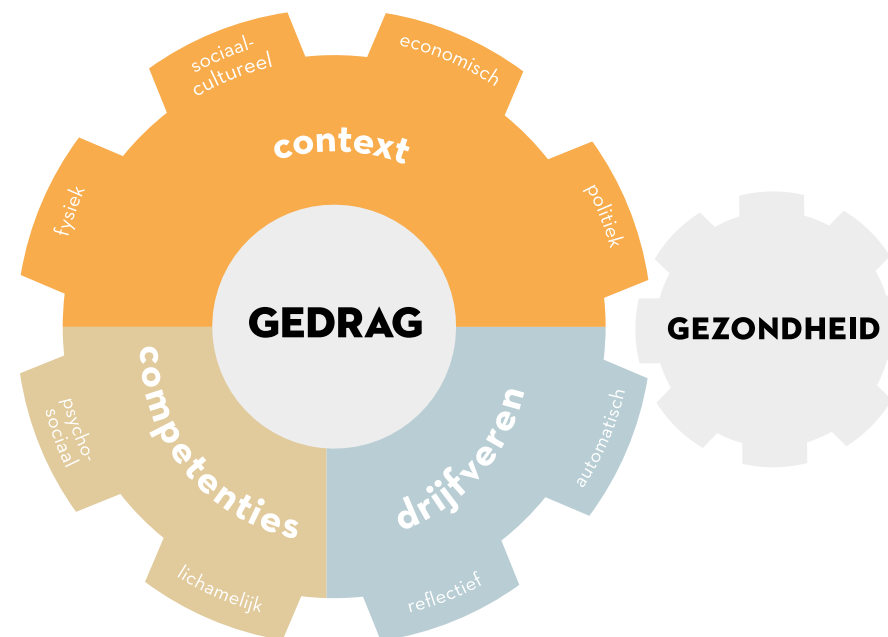 sociaal-
cultureel
economisch
context
fysiek
politiek
GEDRAG
GEZONDHEID
competenties
drijfveren
psycho-
sociaal
automatisch
lichamelijk
reflectief